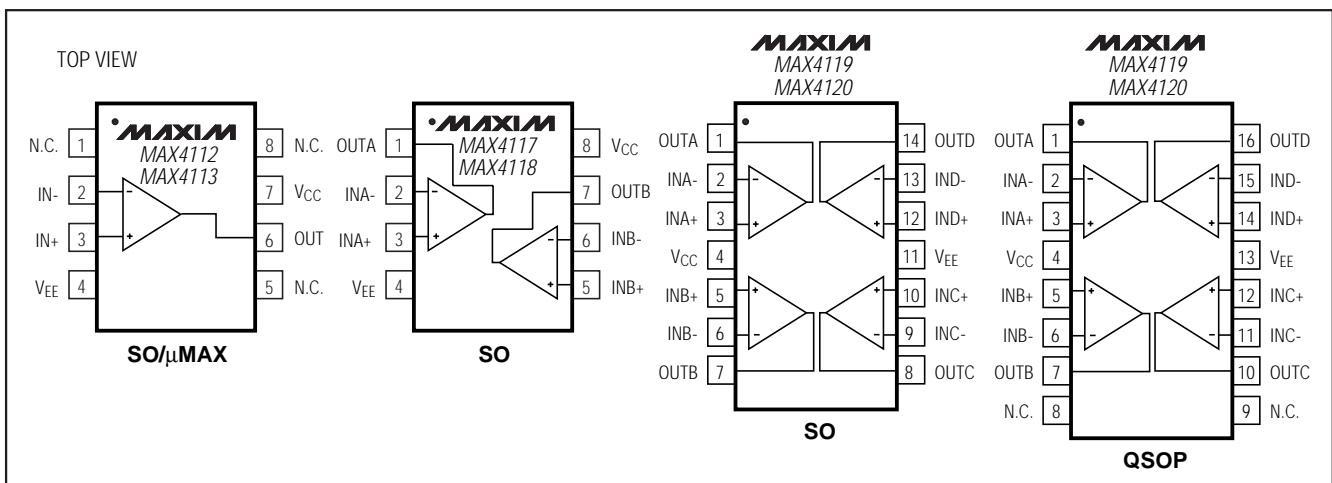 TOP VIEW
MAXIM
MAX4112
MAX4113
N.C. 1
IN- 2
IN+ 3
VEE 4
8 N.C.
7 VCC
6 OUT
5 N.C.
-
+
SO/µMAX
MAXIM
MAX4117
MAX4118
OUTA 1
INA- 2
INA+ 3
VEE 4
8 VCC
7 OUTB
6 INB-
5 INB+
-
+
-
+
SO
MAXIM
MAX4119
MAX4120
OUTA 1
INA- 2
INA+ 3
VCC 4
INB+ 5
INB- 6
OUTB 7
14 OUTD
13 IND-
12 IND+
11 VEE
10 INC+
9 INC-
8 OUTC
- -
+ +
+ +
- -
SO
MAXIM
MAX4119
MAX4120
OUTA 1
INA- 2
INA+ 3
VCC 4
INB+ 5
INB- 6
OUTB 7
N.C. 8
16 OUTD
15 IND-
14 IND+
13 VEE
12 INC+
11 INC-
10 OUTC
9 N.C.
- -
+ +
+ +
- -
QSOP